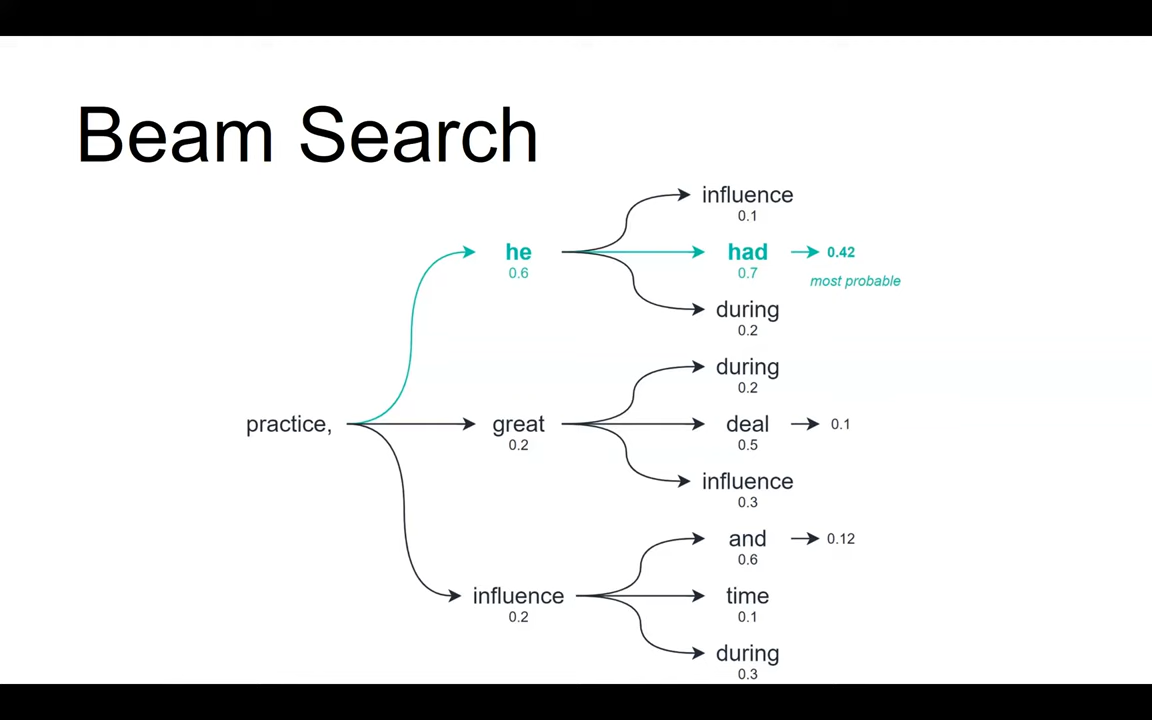 Beam Search
influence
0.1
he
had
0.42
0.6
0.7
most probable
during
0.2
during
0.2
practice,
great
deal
0.1
0.2
0.5
influence
0.3
and
0.12
0.6
influence
time
0.2
0.1
during
0.3